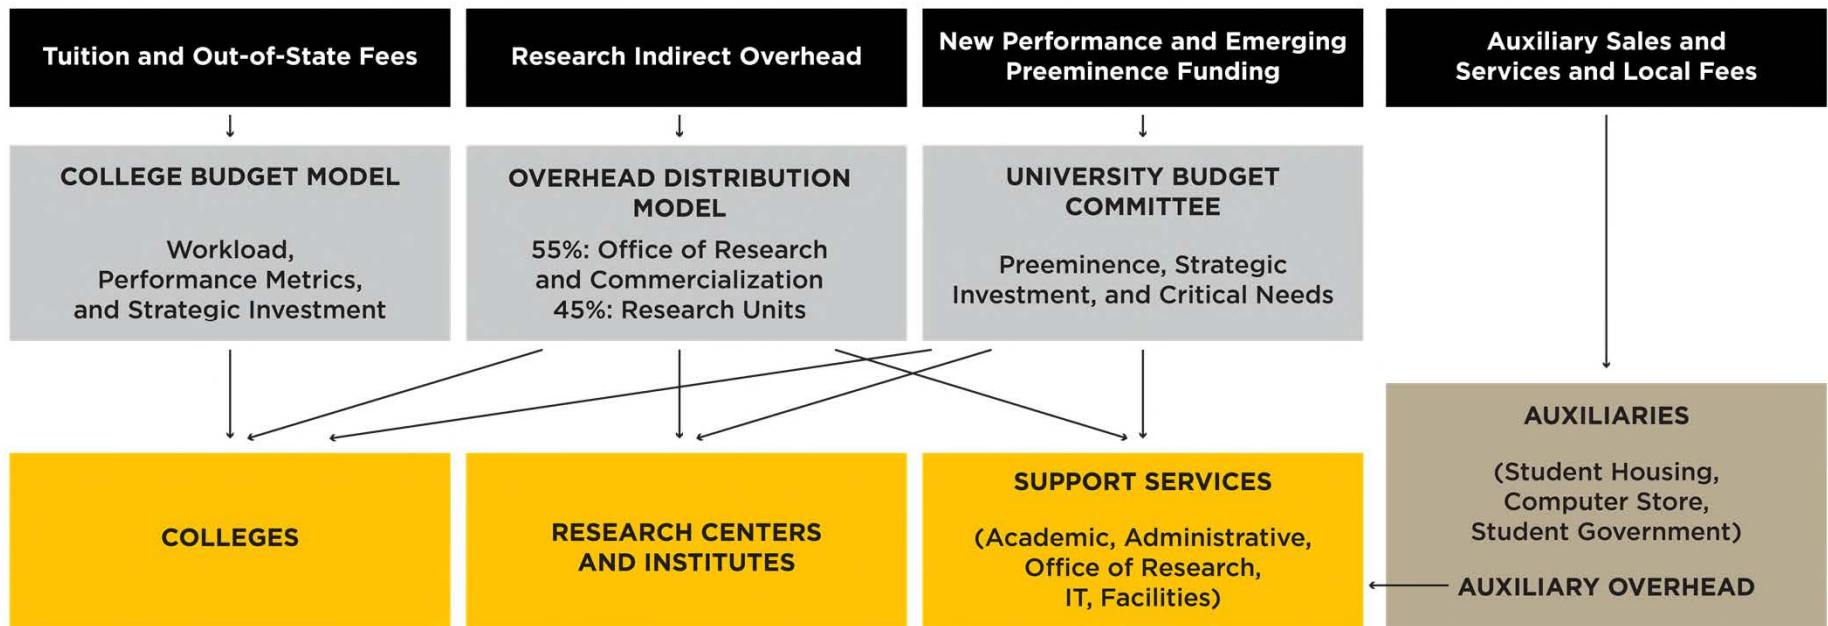 Tuition and Out-of-State Fees
Research Indirect Overhead
New Performance and Emerging
Preeminence Funding
Auxiliary Sales and
Services and Local Fees
COLLEGE BUDGET MODEL
Workload,
Performance Metrics,
and Strategic Investment
OVERHEAD DISTRIBUTION
MODEL
55%: Office of Research
and Commercialization
45%: Research Units
UNIVERSITY BUDGET
COMMITTEE
Preeminence, Strategic
Investment, and Critical Needs
COLLEGES
RESEARCH CENTERS
AND INSTITUTES
SUPPORT SERVICES
(Academic, Administrative,
Office of Research,
IT, Facilities)
AUXILIARIES
(Student Housing,
Computer Store,
Student Government)
AUXILIARY OVERHEAD